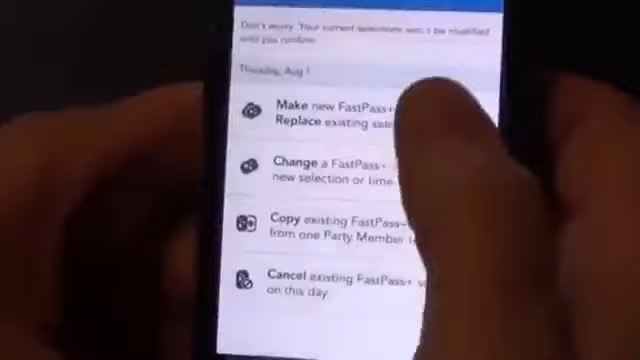 Don't worry. Your current selections won't be modified
until you confirm.
Thursday, Aug 1
Make new FastPass+
Replace existing sele
Change a FastPass+
new selection or time
Copy existing FastPass+
from one Party Member
Cancel existing FastPass+
on this day